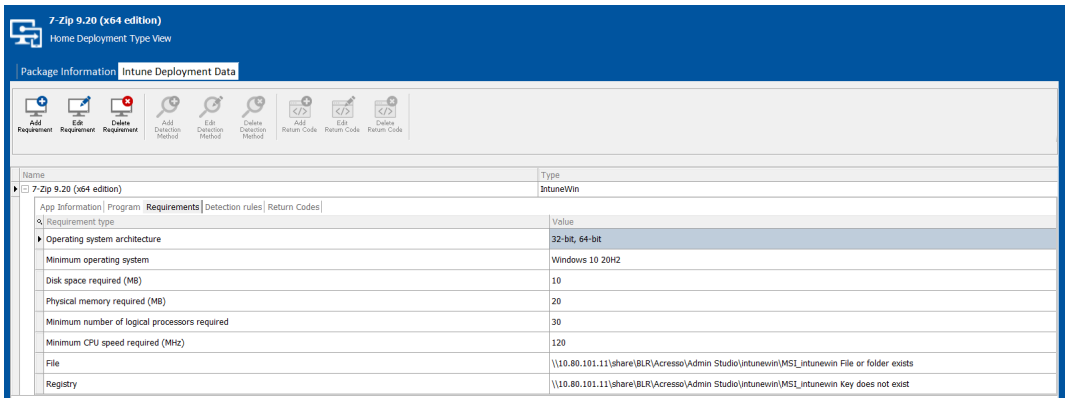 7-Zip 9.20 (x64 edition)
Home Deployment Type View
Package Information Intune Deployment Data
Add Requirement Edit Requirement Delete Requirement Add Detection Method Edit Detection Method Delete Detection Method Add Return Code Edit Return Code Delete Return Code
Name Type
7-Zip 9.20 (x64 edition) IntuneWin
App Information Program Requirements Detection rules Return Codes
Requirement type Value
Operating system architecture 32-bit, 64-bit
Minimum operating system Windows 10 20H2
Disk space required (MB) 10
Physical memory required (MB) 20
Minimum number of logical processors required 30
Minimum CPU speed required (MHz) 120
File \\10.80.101.11\share\BLR\Acresso\Admin Studio\intunewin\MSI_intunewin File or folder exists
Registry \\10.80.101.11\share\BLR\Acresso\Admin Studio\intunewin\MSI_intunewin Key does not exist